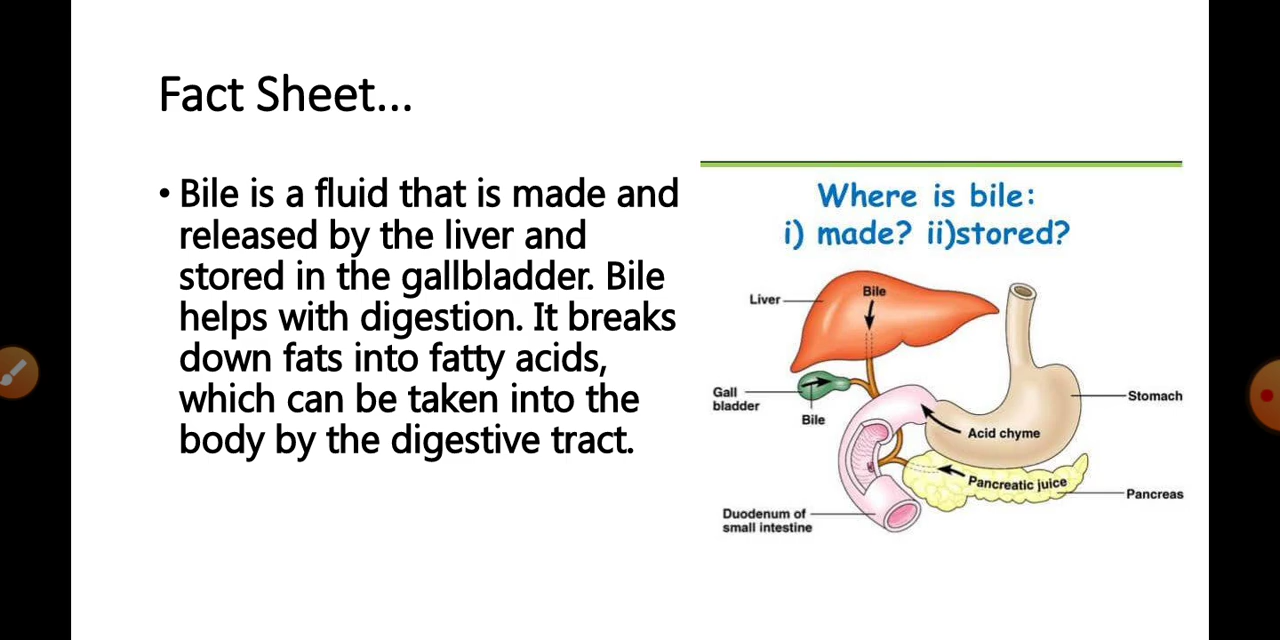 Fact Sheet...
• Bile is a fluid that is made and
released by the liver and
stored in the gallbladder. Bile
helps with digestion. It breaks
down fats into fatty acids,
which can be taken into the
body by the digestive tract.
Where is bile:
i) made? ii)stored?
Liver
Bile
Gall
bladder
Bile
Stomach
Acid chyme
Pancreatic juice
Pancreas
Duodenum of
small intestine